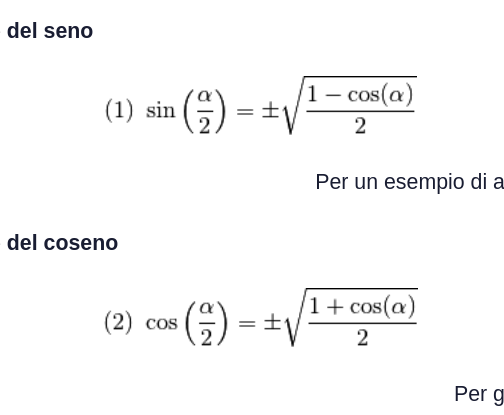 del seno
(1) sin (α/2) = ±√((1 − cos(α))/2)
Per un esempio di a
del coseno
(2) cos (α/2) = ±√((1 + cos(α))/2)
Per g